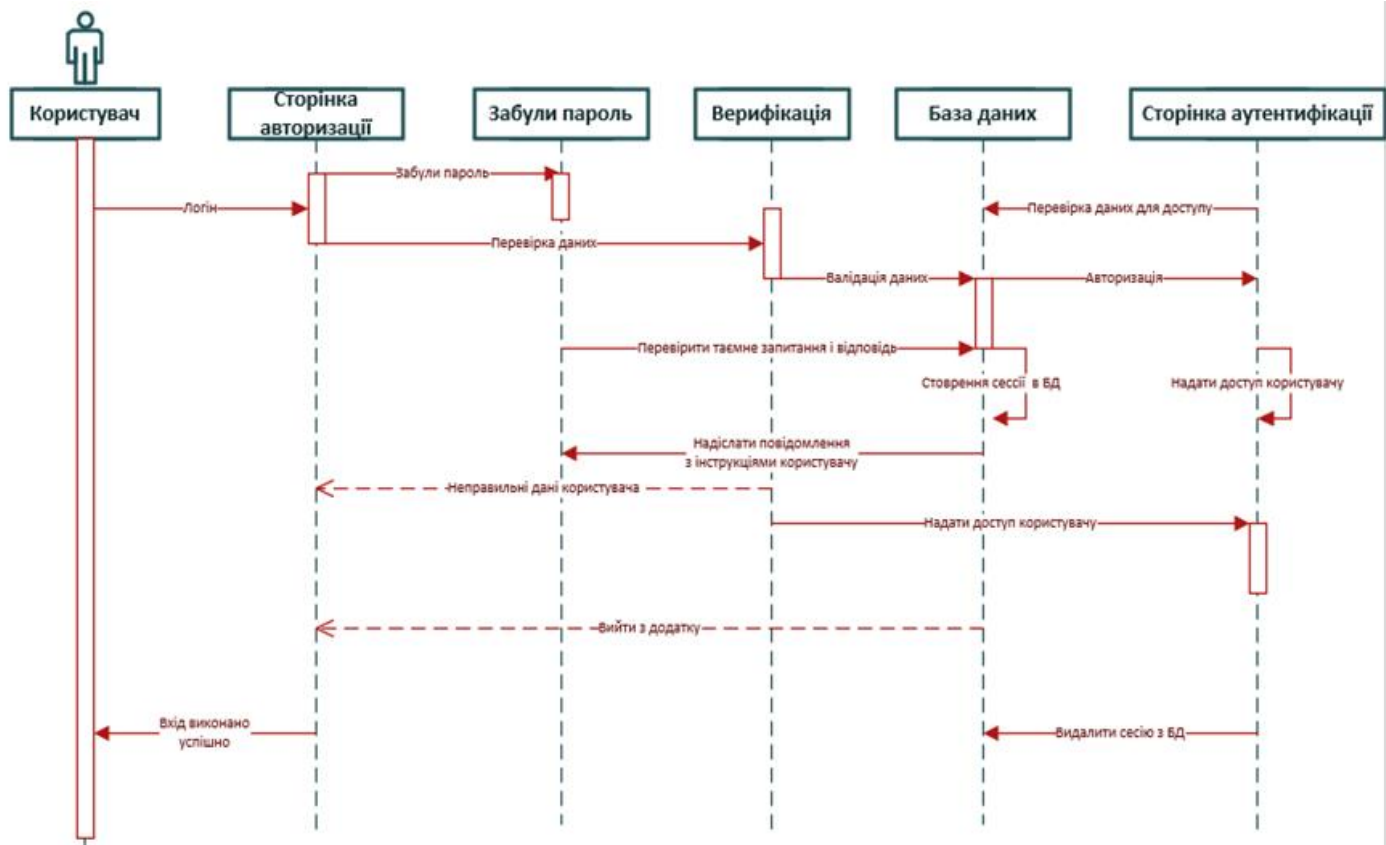 Користувач
Сторінка
авторизації
Забули пароль
Верифікація
База даних
Сторінка аутентифікації
Забули пароль
Логін
Перевірка даних для доступу
Перевірка даних
Валідація даних
Авторизація
Перевірити таємне запитання і відповідь
Стоврення сессії в БД
Надати доступ користувачу
Надіслати повідомлення
з інструкціями користувачу
Неправильні дані користувача
Надати доступ користувачу
Вийти з додатку
Вхід виконано
успішно
Видалити сесію з БД